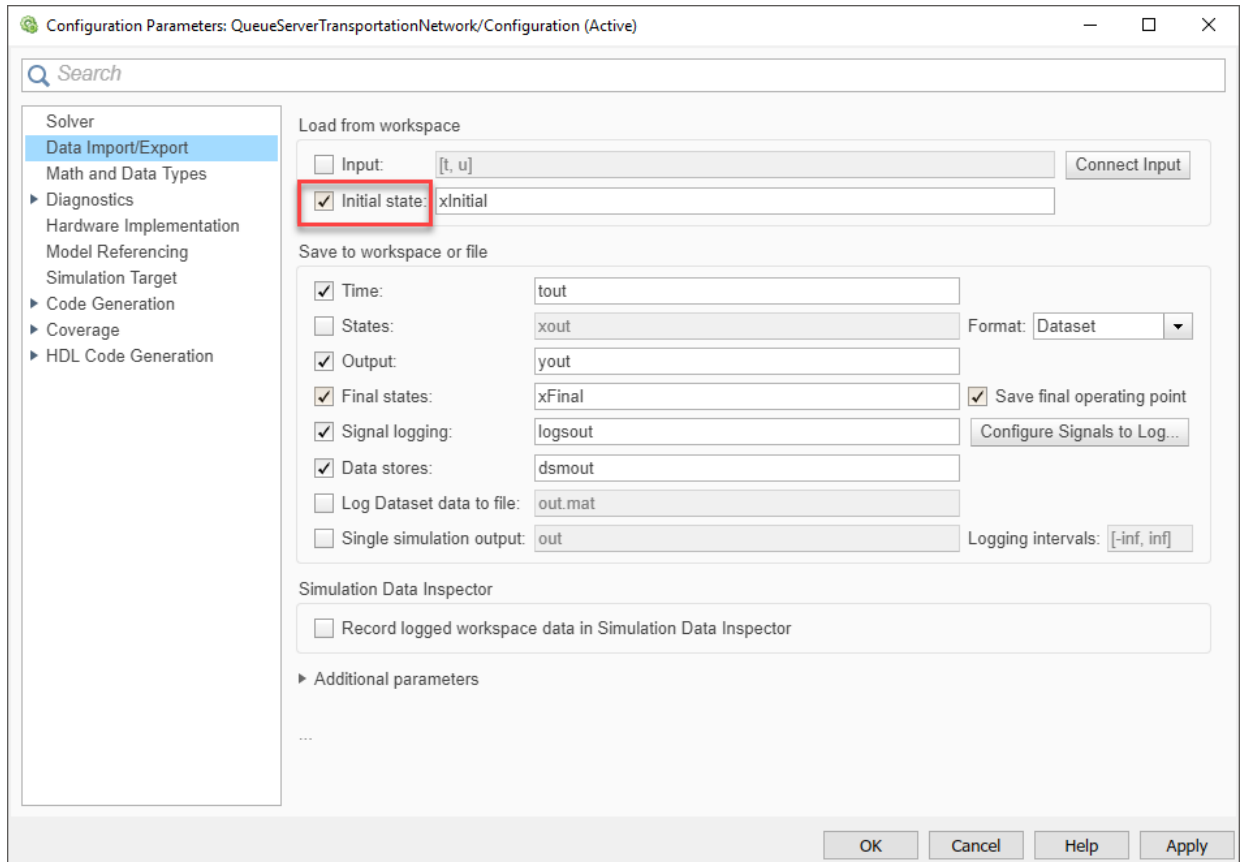 Configuration Parameters: QueueServerTransportationNetwork/Configuration (Active)
Search
Solver
Data Import/Export
Math and Data Types
Diagnostics
Hardware Implementation
Model Referencing
Simulation Target
Code Generation
Coverage
HDL Code Generation
Load from workspace
Input: [t, u] Connect Input
Initial state: xInitial
Save to workspace or file
Time: tout
States: xout Format: Dataset
Output: yout
Final states: xFinal Save final operating point
Signal logging: logsout Configure Signals to Log...
Data stores: dsmout
Log Dataset data to file: out.mat
Single simulation output: out Logging intervals: [-inf, inf]
Simulation Data Inspector
Record logged workspace data in Simulation Data Inspector
Additional parameters
...
OK Cancel Help Apply